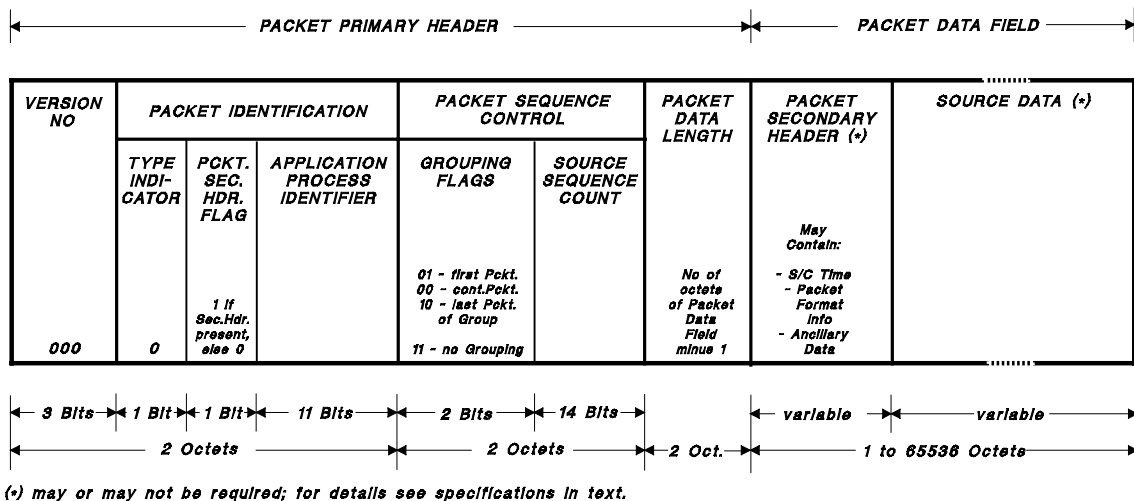 PACKET PRIMARY HEADER
PACKET DATA FIELD
VERSION
NO
PACKET IDENTIFICATION
PACKET SEQUENCE
CONTROL
PACKET
DATA
LENGTH
PACKET
SECONDARY
HEADER (*)
SOURCE DATA (*)
TYPE
INDI-
CATOR
PCKT.
SEC.
HDR.
FLAG
APPLICATION
PROCESS
IDENTIFIER
GROUPING
FLAGS
SOURCE
SEQUENCE
COUNT
000
0
1 if
Sec.Hdr.
present,
else 0
01 - first Pckt.
00 - cont.Pckt.
10 - last Pckt.
of Group
11 - no Grouping
No of
octets
of Packet
Data
Field
minus 1
May
Contain:
- S/C Time
- Packet
Format
Info
- Ancillary
Data
3 Bits
1 Bit
1 Bit
11 Bits
2 Bits
14 Bits
variable
variable
2 Octets
2 Octets
2 Oct.
1 to 65536 Octets
(*) may or may not be required; for details see specifications in text.